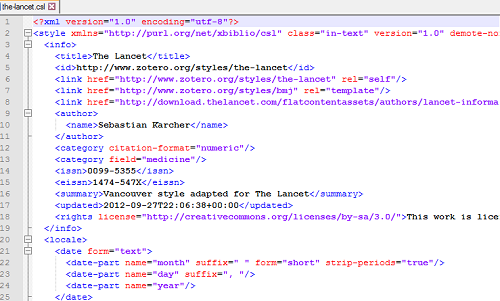 the-lancet.csl
1 <?xml version="1.0" encoding="utf-8"?>
2 <style xmlns="http://purl.org/net/xbiblio/csl" class="in-text" version="1.0" demote-no
3 <info>
4 <title>The Lancet</title>
5 <id>http://www.zotero.org/styles/the-lancet</id>
6 <link href="http://www.zotero.org/styles/the-lancet" rel="self"/>
7 <link href="http://www.zotero.org/styles/bmj" rel="template"/>
8 <link href="http://download.thelancet.com/flatcontentassets/authors/lancet-informa
9 <author>
10 <name>Sebastian Karcher</name>
11 </author>
12 <category citation-format="numeric"/>
13 <category field="medicine"/>
14 <issn>0099-5355</issn>
15 <eissn>1474-547X</eissn>
16 <summary>Vancouver style adapted for The Lancet</summary>
17 <updated>2012-09-27T22:06:38+00:00</updated>
18 <rights license="http://creativecommons.org/licenses/by-sa/3.0/">This work is lice
19 </info>
20 <locale>
21 <date form="text">
22 <date-part name="month" suffix=" " form="short" strip-periods="true"/>
23 <date-part name="day" suffix=", "/>
24 <date-part name="year"/>
25 </date>